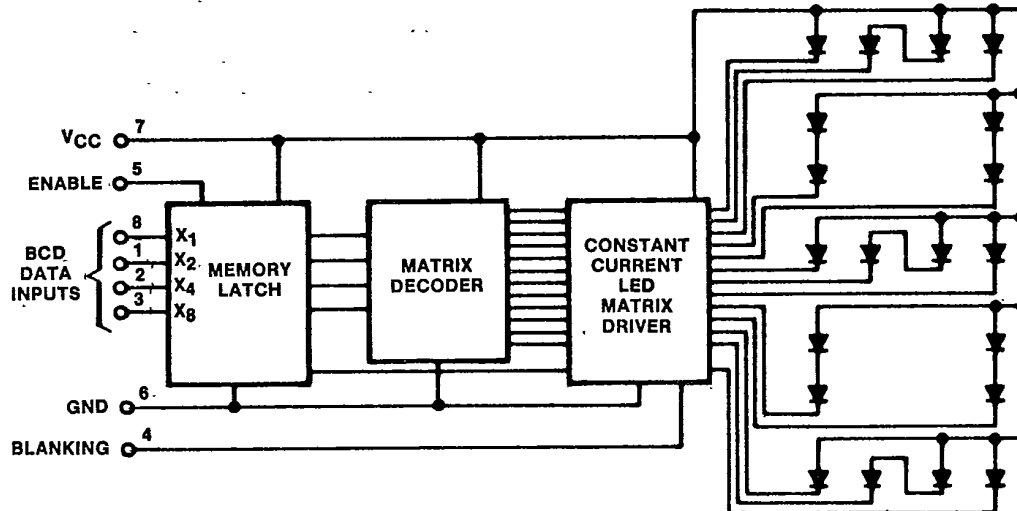 VCC 7
ENABLE 5
BCD
DATA
INPUTS
8 X1
1 X2
2 X4
3 X8
MEMORY
LATCH
MATRIX
DECODER
CONSTANT
CURRENT
LED
MATRIX
DRIVER
GND 6
BLANKING 4